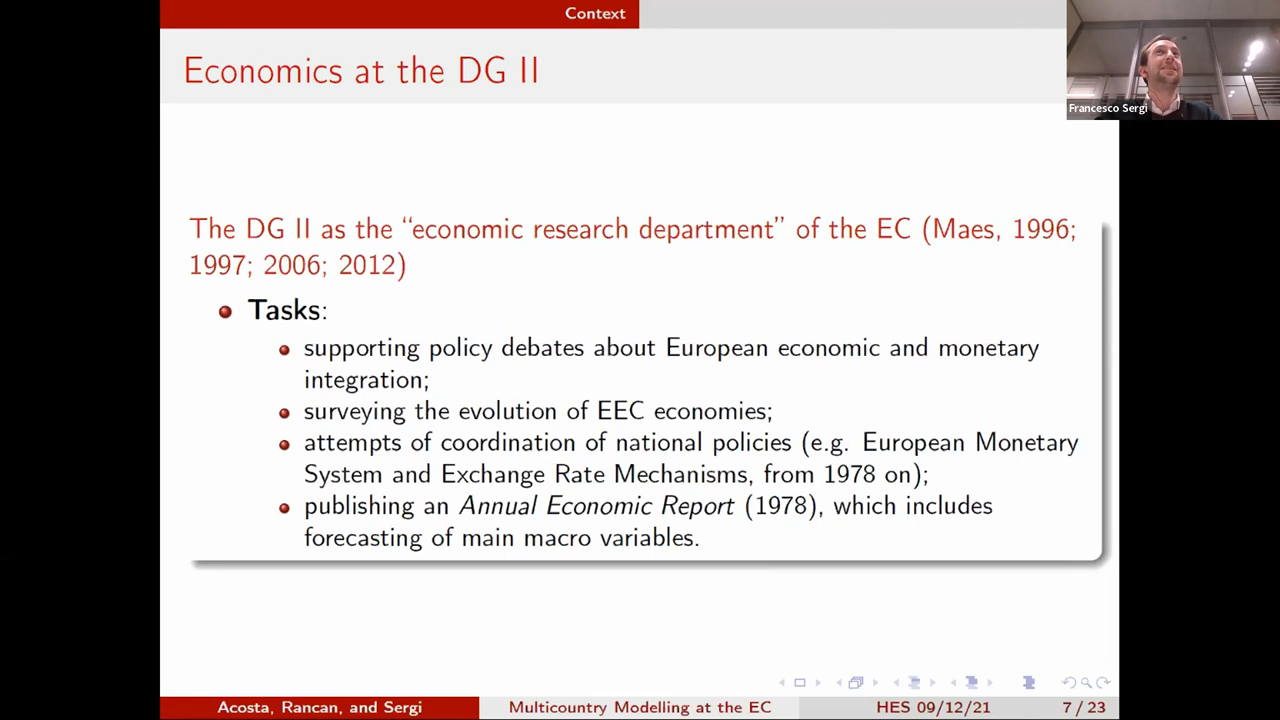 Context
Economics at the DG II
Francesco Sergi
The DG II as the “economic research department” of the EC (Maes, 1996;
1997; 2006; 2012)
Tasks:
supporting policy debates about European economic and monetary
integration;
surveying the evolution of EEC economies;
attempts of coordination of national policies (e.g. European Monetary
System and Exchange Rate Mechanisms, from 1978 on);
publishing an Annual Economic Report (1978), which includes
forecasting of main macro variables.
Acosta, Rancan, and Sergi
Multicountry Modelling at the EC
HES 09/12/21
7 / 23